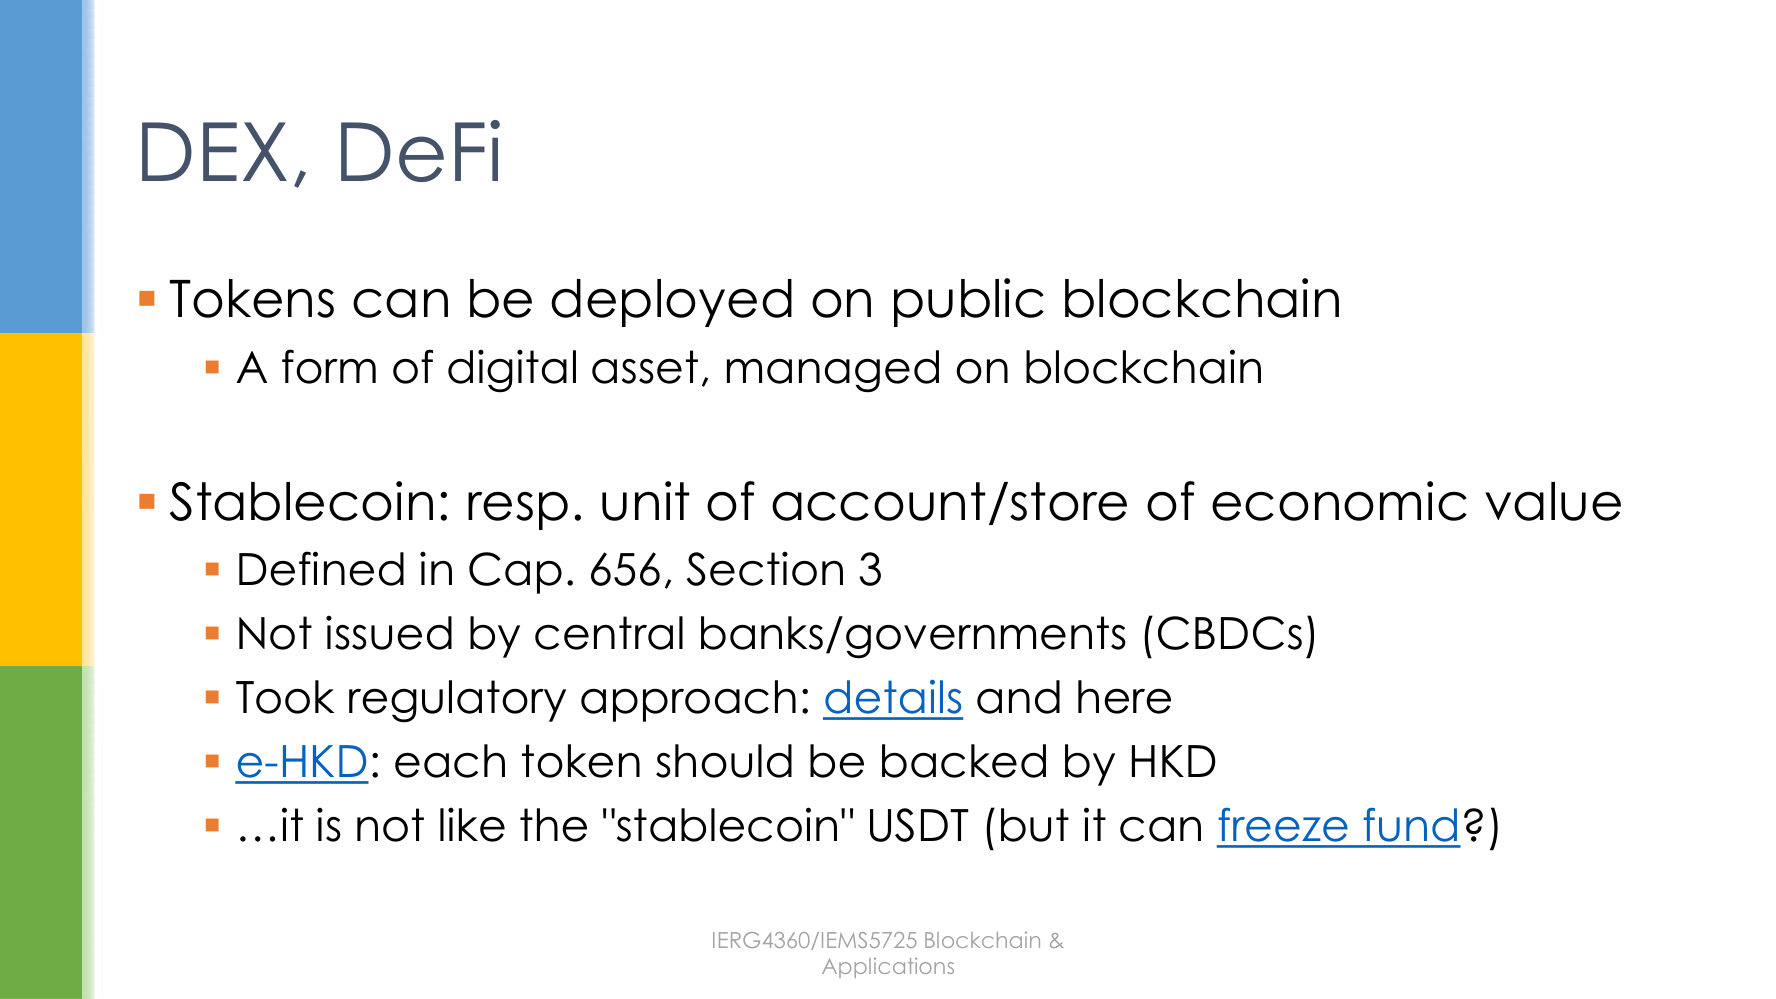 DEX, DeFi
Tokens can be deployed on public blockchain
A form of digital asset, managed on blockchain
Stablecoin: resp. unit of account/store of economic value
Defined in Cap. 656, Section 3
Not issued by central banks/governments (CBDCs)
Took regulatory approach: details and here
e-HKD: each token should be backed by HKD
…it is not like the "stablecoin" USDT (but it can freeze fund?)
IERG4360/IEMS5725 Blockchain &
Applications